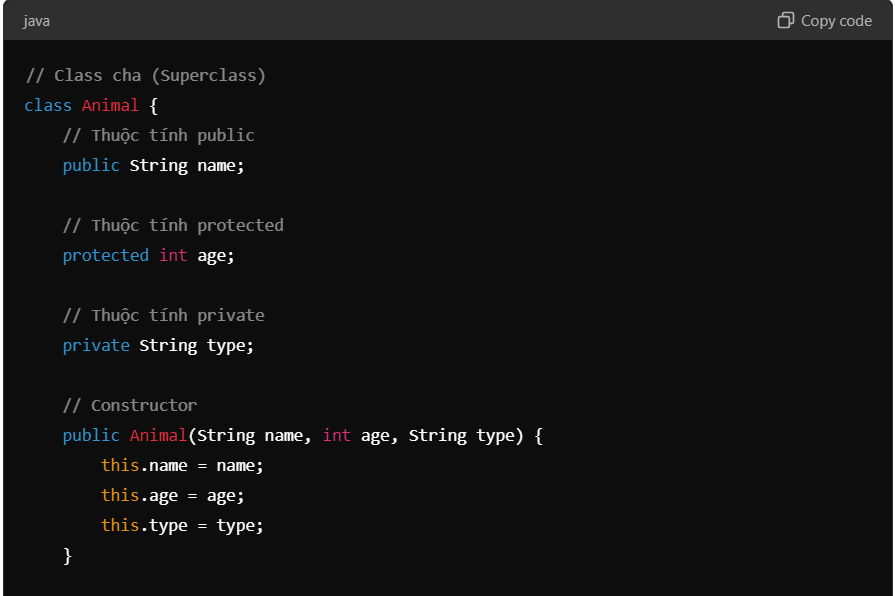 java
Copy code
// Class cha (Superclass)
class Animal {
    // Thuộc tính public
    public String name;
    // Thuộc tính protected
    protected int age;
    // Thuộc tính private
    private String type;
    // Constructor
    public Animal(String name, int age, String type) {
        this.name = name;
        this.age = age;
        this.type = type;
    }